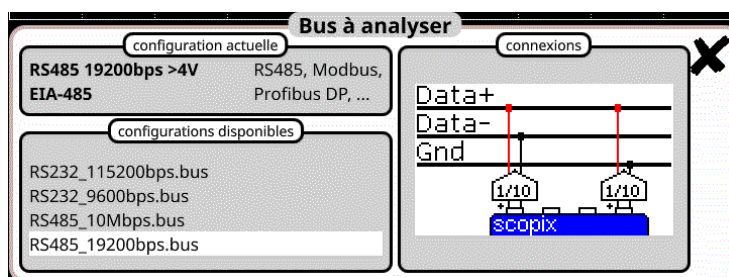 Bus à analyser
configuration actuelle
RS485 19200bps >4V RS485, Modbus,
EIA-485 Profibus DP, ...
configurations disponibles
RS232_115200bps.bus
RS232_9600bps.bus
RS485_10Mbps.bus
RS485_19200bps.bus
connexions
Data+
Data-
Gnd
1/10 1/10
+ +
scopix